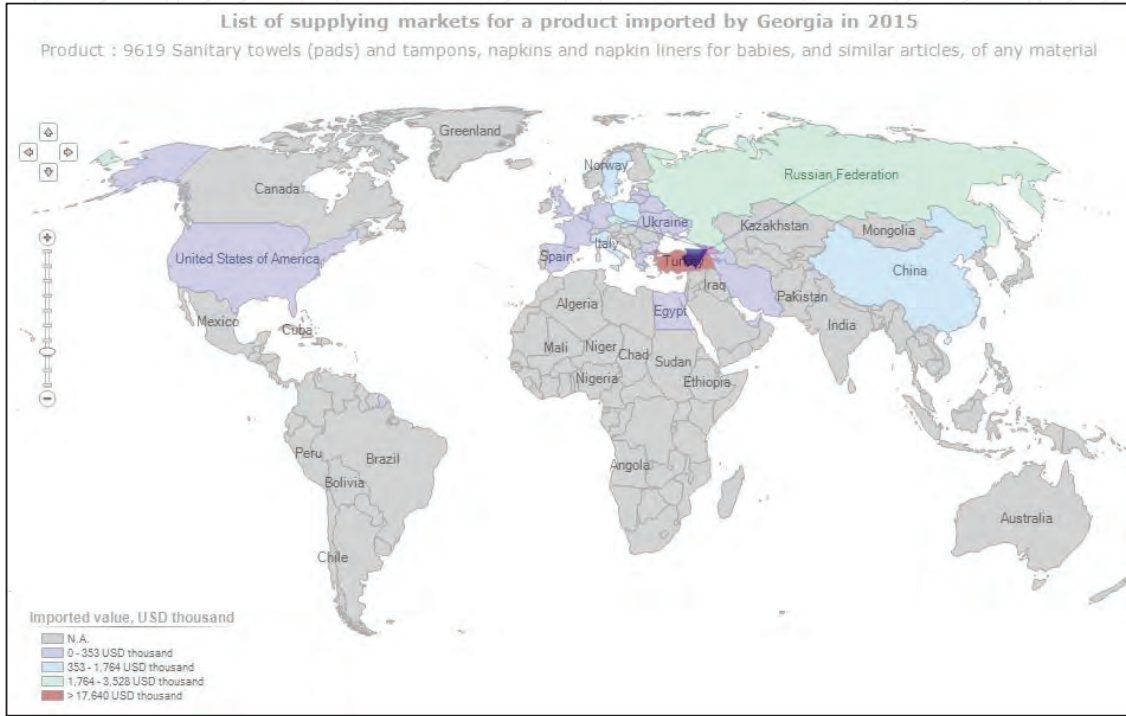 List of supplying markets for a product imported by Georgia in 2015
Product : 9619 Sanitary towels (pads) and tampons, napkins and napkin liners for babies, and similar articles, of any material
Greenland
Norway
Canada
Russian Federation
Ukraine
Kazakhstan
Mongolia
Italy
United States of America
Spain
Turkey
China
Iraq
Pakistan
Algeria
Egypt
Mexico
Cuba
India
Mali
Niger
Chad
Sudan
Nigeria
Ethiopia
Peru
Brazil
Angola
Bolivia
Australia
Chile
Imported value, USD thousand
N.A.
0 - 353 USD thousand
353 - 1,764 USD thousand
1,764 - 3,528 USD thousand
> 17,640 USD thousand